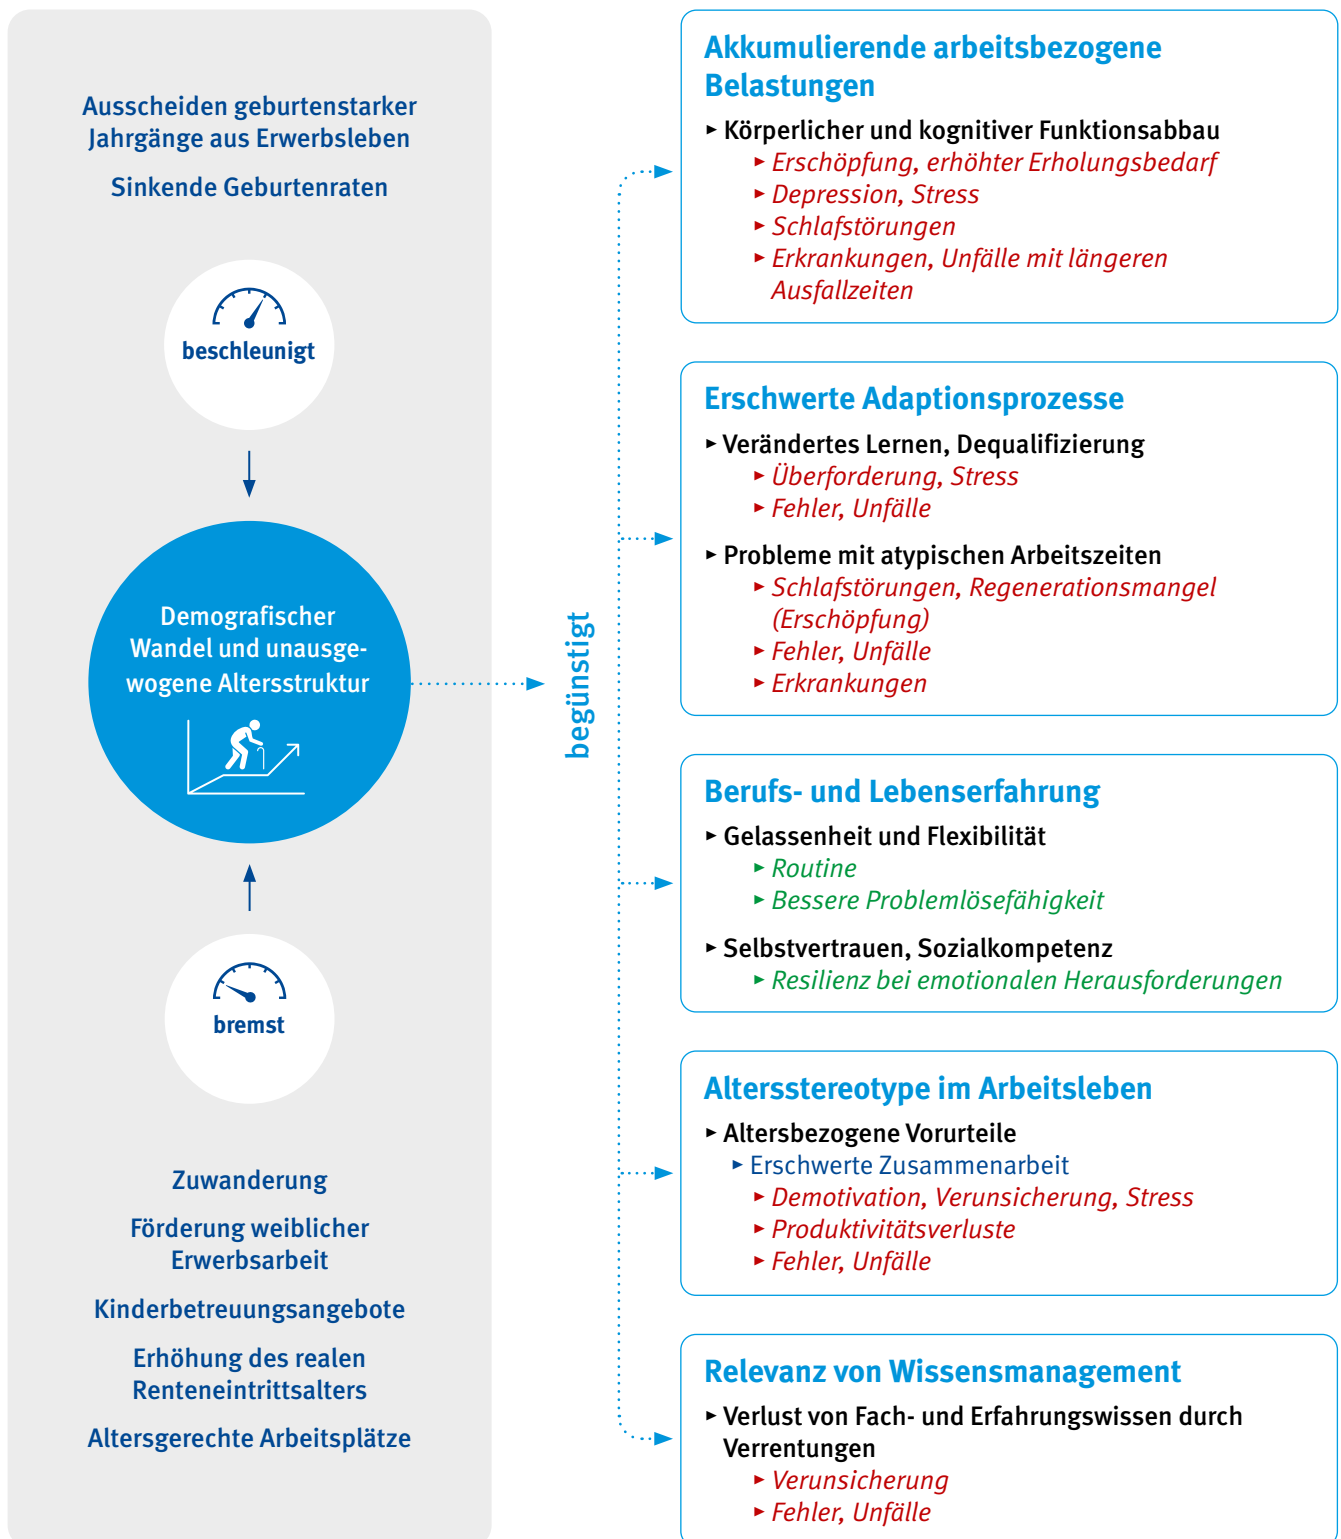 Ausscheiden geburtenstarker
Jahrgänge aus Erwerbsleben
Sinkende Geburtenraten
beschleunigt
Demografischer
Wandel und unausge-
wogene Altersstruktur
bremst
Zuwanderung
Förderung weiblicher
Erwerbsarbeit
Kinderbetreuungsangebote
Erhöhung des realen
Renteneintrittsalters
Altersgerechte Arbeitsplätze
begünstigt
Akkumulierende arbeitsbezogene
Belastungen
▸ Körperlicher und kognitiver Funktionsabbau
▸ Erschöpfung, erhöhter Erholungsbedarf
▸ Depression, Stress
▸ Schlafstörungen
▸ Erkrankungen, Unfälle mit längeren
Ausfallzeiten
Erschwerte Adaptionsprozesse
▸ Verändertes Lernen, Dequalifizierung
▸ Überforderung, Stress
▸ Fehler, Unfälle
▸ Probleme mit atypischen Arbeitszeiten
▸ Schlafstörungen, Regenerationsmangel
(Erschöpfung)
▸ Fehler, Unfälle
▸ Erkrankungen
Berufs- und Lebenserfahrung
▸ Gelassenheit und Flexibilität
▸ Routine
▸ Bessere Problemlösefähigkeit
▸ Selbstvertrauen, Sozialkompetenz
▸ Resilienz bei emotionalen Herausforderungen
Altersstereotype im Arbeitsleben
▸ Altersbezogene Vorurteile
▸ Erschwerte Zusammenarbeit
▸ Demotivation, Verunsicherung, Stress
▸ Produktivitätsverluste
▸ Fehler, Unfälle
Relevanz von Wissensmanagement
▸ Verlust von Fach- und Erfahrungswissen durch
Verrentungen
▸ Verunsicherung
▸ Fehler, Unfälle